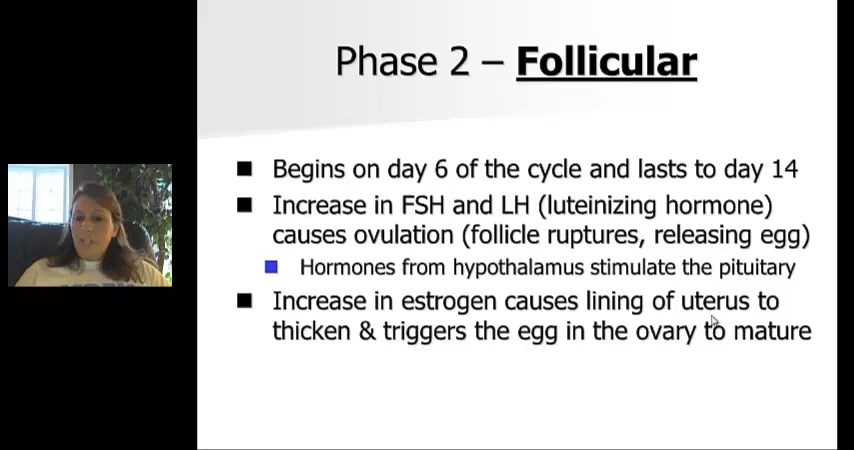 Phase 2 – Follicular
Begins on day 6 of the cycle and lasts to day 14
Increase in FSH and LH (luteinizing hormone)
causes ovulation (follicle ruptures, releasing egg)
Hormones from hypothalamus stimulate the pituitary
Increase in estrogen causes lining of uterus to
thicken & triggers the egg in the ovary to mature